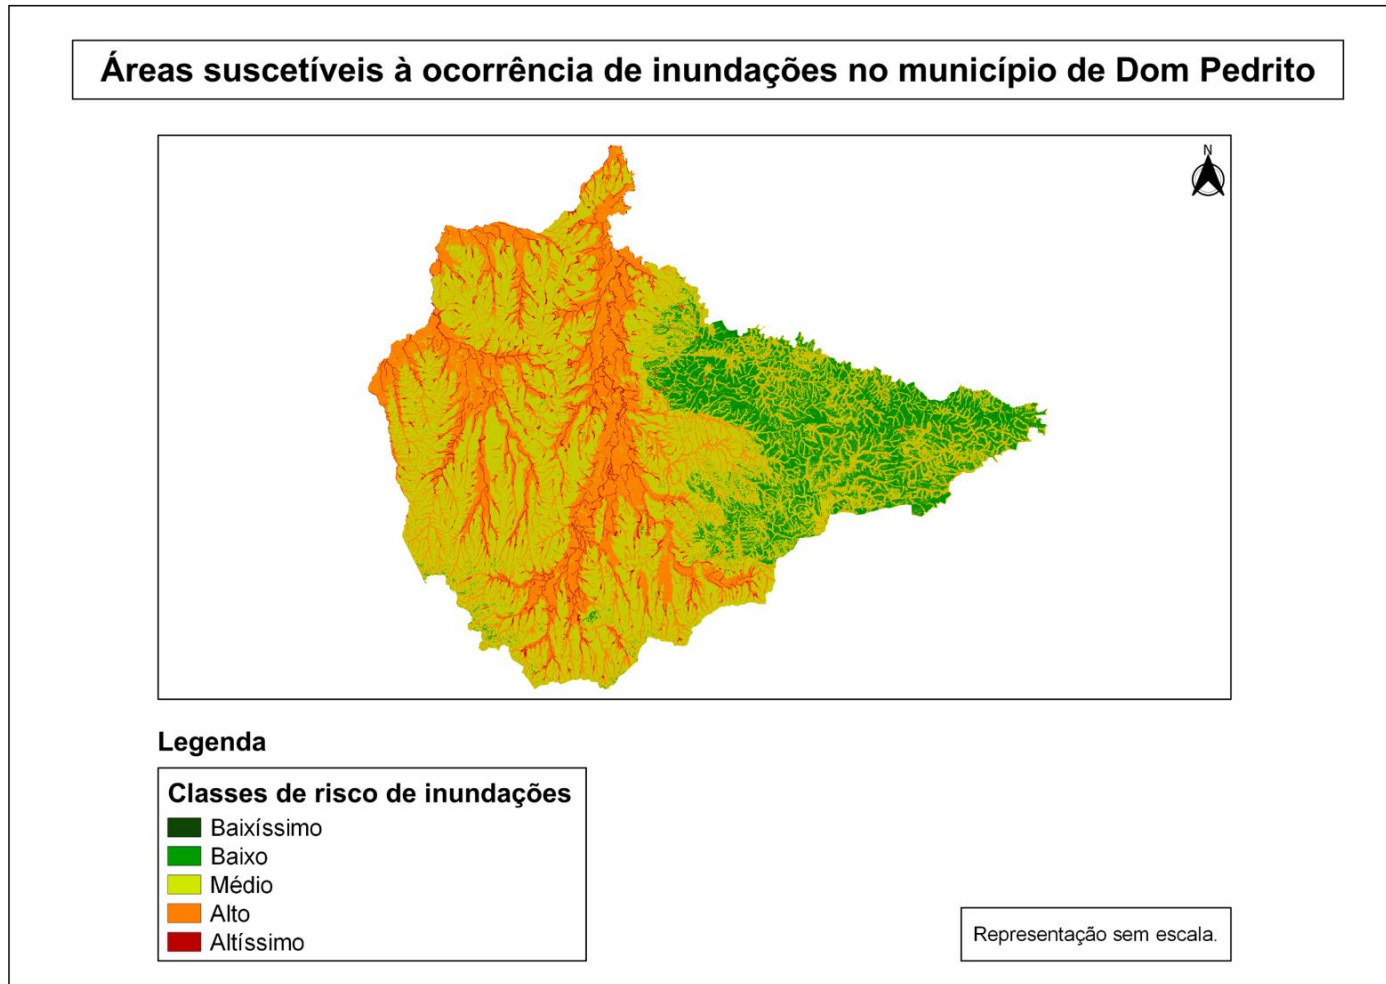 Áreas suscetíveis à ocorrência de inundações no município de Dom Pedrito
N
Legenda
Classes de risco de inundações
Baixíssimo
Baixo
Médio
Alto
Altíssimo
Representação sem escala.